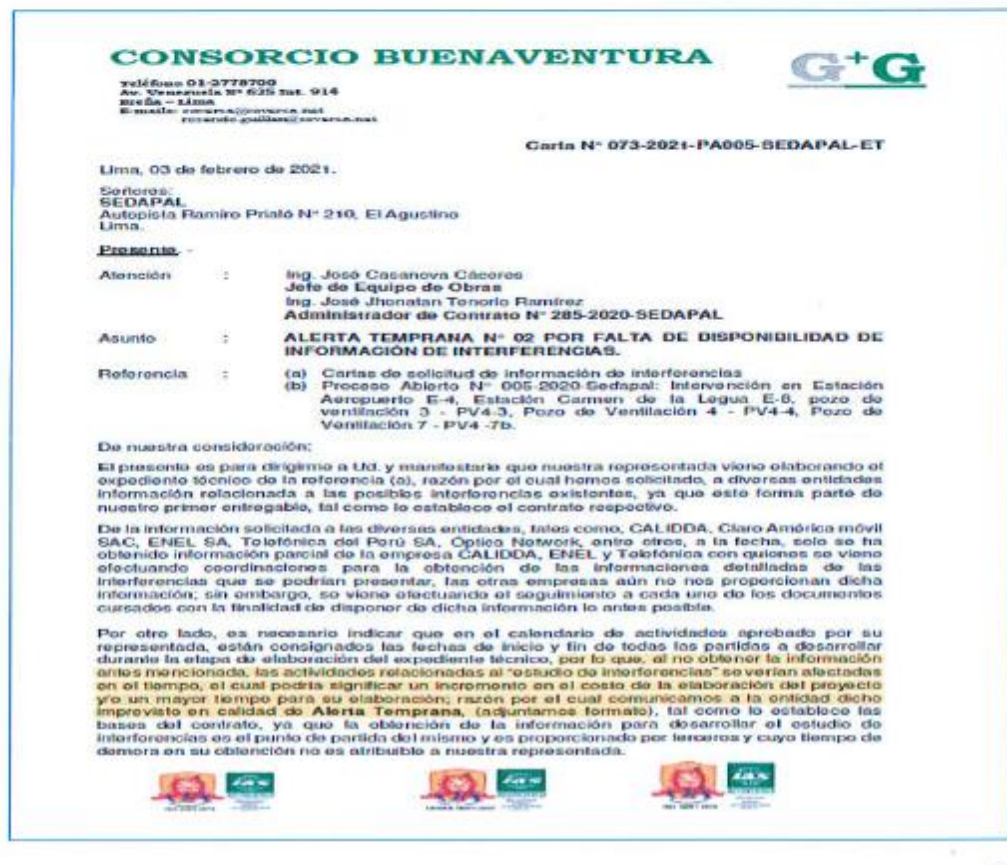 CONSORCIO BUENAVENTURA
G+G
Teléfono 01-3778700
Av. Venezuela Nº 625 Int. 914
Breña – Lima
E-mails:
Carta N° 073-2021-PA005-SEDAPAL-ET
Lima, 03 de febrero de 2021.
Señores:
SEDAPAL
Autopista Ramiro Prialé N° 210, El Agustino
Lima.
Presente. -
Atención : Ing. José Casanova Cáceres
Jefe de Equipo de Obras
Ing. José Jhonatan Tenorio Ramírez
Administrador de Contrato N° 285-2020-SEDAPAL
Asunto : ALERTA TEMPRANA N° 02 POR FALTA DE DISPONIBILIDAD DE
INFORMACIÓN DE INTERFERENCIAS.
Referencia : (a) Cartas de solicitud de información de interferencias
(b) Proceso Abierto N° 005-2020-Sedapal: Intervención en Estación
Aeropuerto E-4, Estación Carmen de la Legua E-8, pozo de
ventilación 3 - PV4-3, Pozo de Ventilación 4 - PV4-4, Pozo de
Ventilación 7 - PV4 -7b.
De nuestra consideración:
El presente es para dirigirme a Ud. y manifestarle que nuestra representada viene elaborando el
expediente técnico de la referencia (a), razón por el cual hemos solicitado, a diversas entidades
información relacionada a las posibles interferencias existentes, ya que este forma parte de
nuestro primer entregable, tal como lo establece el contrato respectivo.
De la información solicitada a las diversas entidades, tales como, CALIDDA, Claro América móvil
SAC, ENEL SA, Telefónica del Perú SA, Óptico Network, entre otros, a la fecha, solo se ha
obtenido información parcial de la empresa CALIDDA, ENEL y Telefónica con quienes se viene
efectuando coordinaciones para la obtención de las informaciones detalladas de las
interferencias que se podrían presentar, las otras empresas aún no nos proporcionan dicha
información; sin embargo, se viene efectuando el seguimiento a cada uno de los documentos
cursados con la finalidad de disponer de dicha información lo antes posible.
Por otro lado, es necesario indicar que en el calendario de actividades aprobado por su
representada, están consignados las fechas de inicio y fin de todas las partidas a desarrollar
durante la etapa de elaboración del expediente técnico, por lo que, al no obtener la información
antes mencionada, las actividades relacionadas al "estudio de interferencias" se verían afectadas
en el tiempo, el cual podría significar un incremento en el costo de la elaboración del proyecto
y/o un mayor tiempo para su elaboración; razón por el cual comunicamos a la entidad dicho
imprevisto en calidad de Alerta Temprana, (adjuntamos formato), tal como lo establece las
bases del contrato, ya que la obtención de la información para desarrollar el estudio de
interferencias es el punto de partida del mismo y es proporcionado por terceros y cuyo tiempo de
demora en su obtención no es atribuible a nuestra representada.
ias
ias
ias